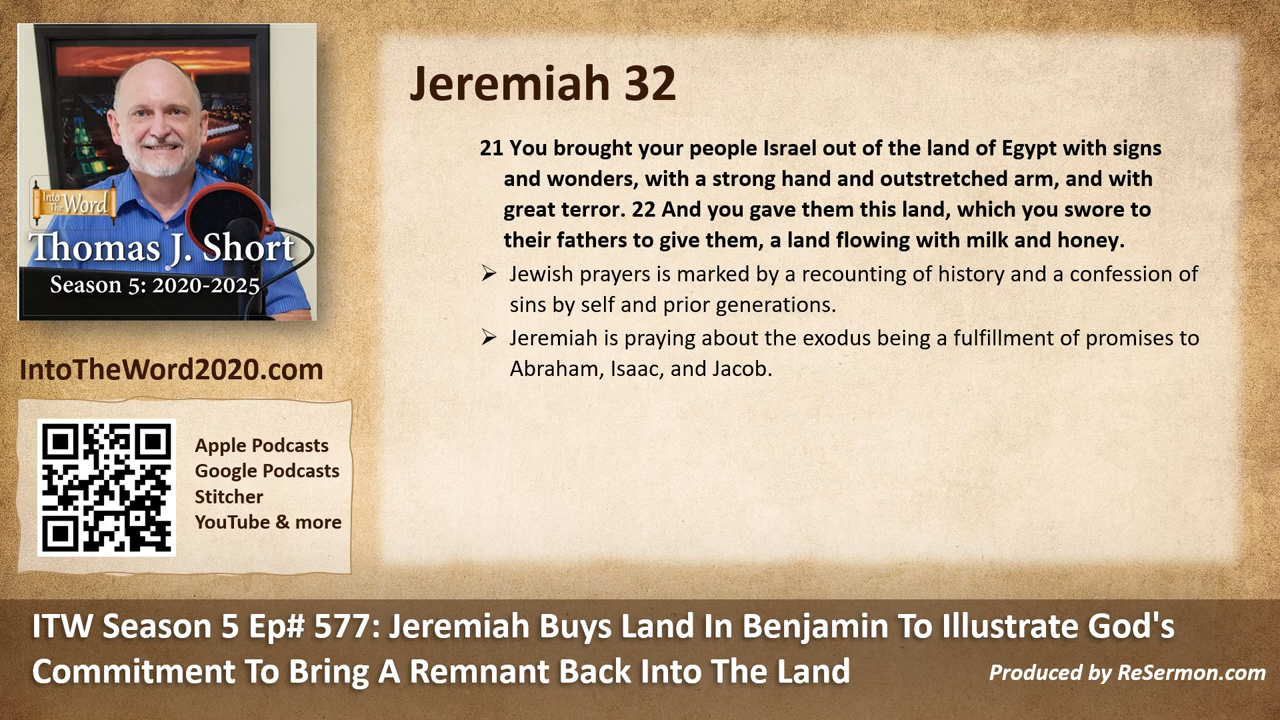 Into
The Word
Thomas J. Short
Season 5: 2020-2025
IntoTheWord2020.com
Apple Podcasts
Google Podcasts
Stitcher
YouTube & more
Jeremiah 32
21 You brought your people Israel out of the land of Egypt with signs
and wonders, with a strong hand and outstretched arm, and with
great terror. 22 And you gave them this land, which you swore to
their fathers to give them, a land flowing with milk and honey.
➢ Jewish prayers is marked by a recounting of history and a confession of
sins by self and prior generations.
➢ Jeremiah is praying about the exodus being a fulfillment of promises to
Abraham, Isaac, and Jacob.
ITW Season 5 Ep# 577: Jeremiah Buys Land In Benjamin To Illustrate God's
Commitment To Bring A Remnant Back Into The Land
Produced by ReSermon.com